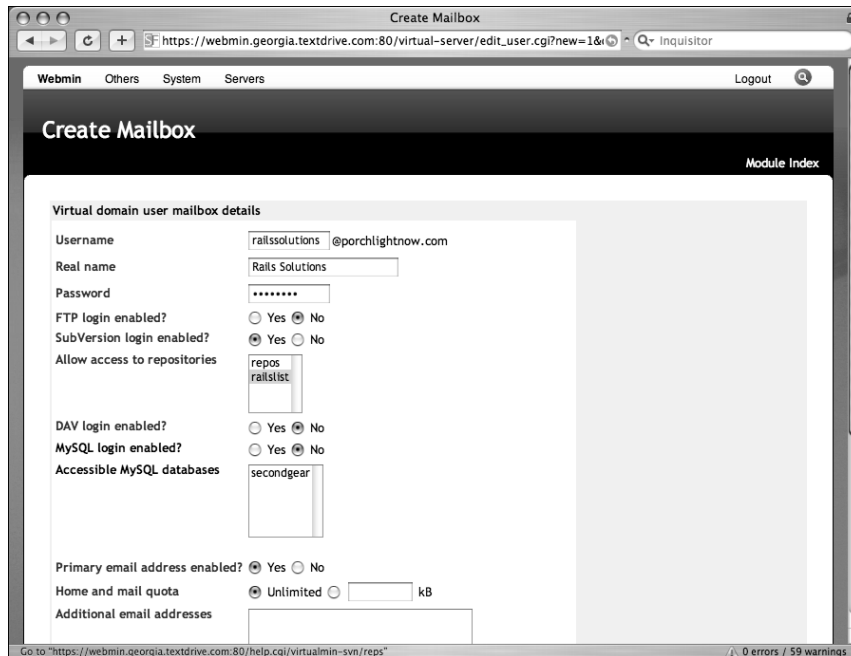 Create Mailbox
https://webmin.georgia.textdrive.com:80/virtual-server/edit_user.cgi?new=1&
Inquisitor
Webmin Others System Servers Logout
Create Mailbox
Module Index
Virtual domain user mailbox details
Username railssolutions @porchlightnow.com
Real name Rails Solutions
Password ••••••••
FTP login enabled? Yes No
SubVersion login enabled? Yes No
Allow access to repositories repos
railslist
DAV login enabled? Yes No
MySQL login enabled? Yes No
Accessible MySQL databases secondgear
Primary email address enabled? Yes No
Home and mail quota Unlimited kB
Additional email addresses
Go to "https://webmin.georgia.textdrive.com:80/help.cgi/virtualmin-svn/reps" 0 errors / 59 warnings